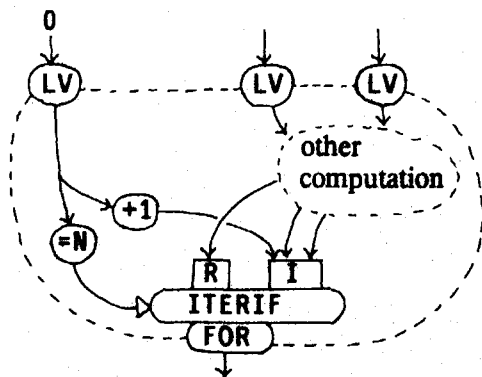 0
LV LV LV
other
computation
+1
=N
R I
ITERIF
FOR